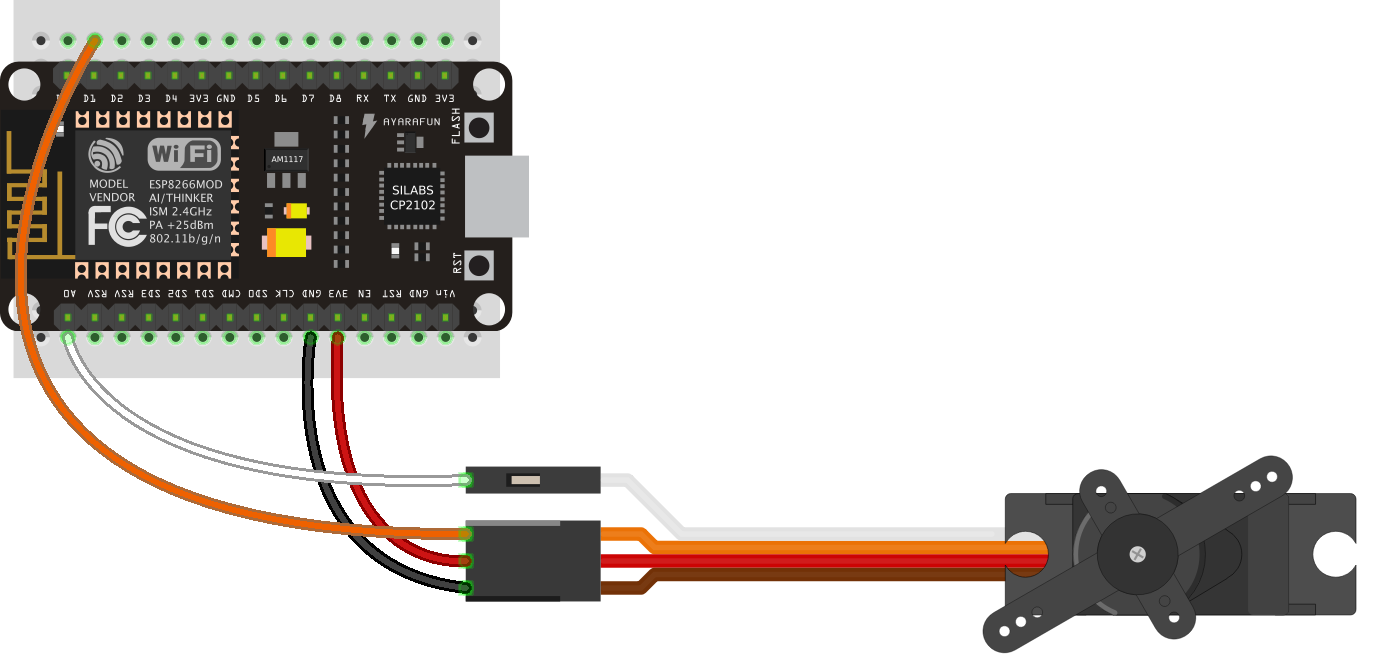 D1 D2 D3 D4 3V3 GND D5 D6 D7 D8 RX TX GND 3V3
AYARAFUN
FLASH
WiFi
AM1117
MODEL
VENDOR
ESP8266MOD
AI/THINKER
ISM 2.4GHz
PA +25dBm
802.11b/g/n
FC
SILABS
CP2102
RST
A0 RSV RSV SD3 SD2 SD1 CMD SD0 CLK GND 3V3 EN RST GND Vin